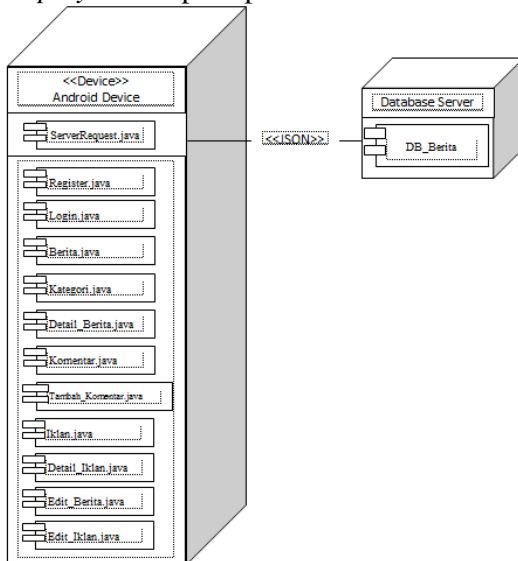 <<Device>>
Android Device
ServerRequest.java
Register.java
Login.java
Berita.java
Kategori.java
Detail_Berita.java
Komentar.java
Tambah_Komentar.java
Iklan.java
Detail_Iklan.java
Edit_Berita.java
Edit_Iklan.java
<<JSON>>
Database Server
DB_Berita